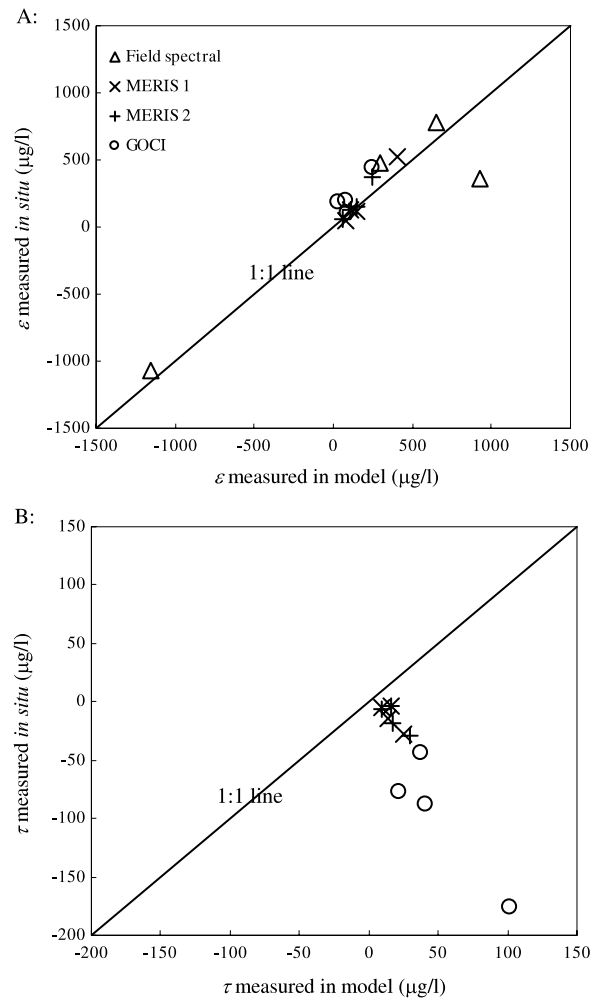 A:
1500
1000
500
0
-500
-1000
-1500
ε measured in situ (μg/l)
Field spectral
MERIS 1
MERIS 2
GOCI
1:1 line
-1500 -1000 -500 0 500 1000 1500
ε measured in model (μg/l)
B:
150
100
50
0
-50
-100
-150
-200
τ measured in situ (μg/l)
1:1 line
-200 -150 -100 -50 0 50 100 150
τ measured in model (μg/l)